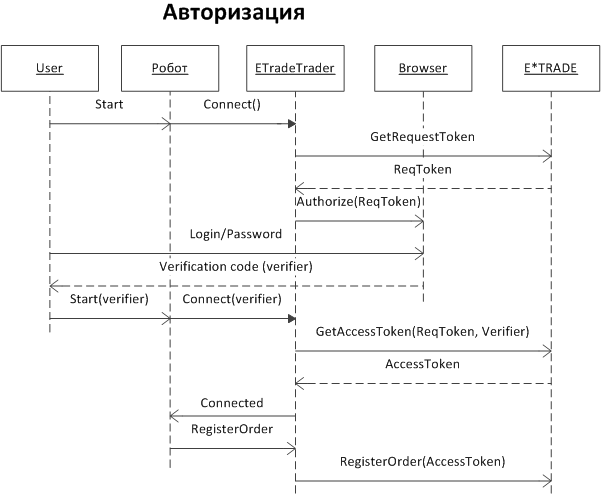 Авторизация
User
Робот
ETradeTrader
Browser
E*TRADE
Start
Connect()
GetRequestToken
ReqToken
Authorize(ReqToken)
Login/Password
Verification code (verifier)
Start(verifier)
Connect(verifier)
GetAccessToken(ReqToken, Verifier)
AccessToken
Connected
RegisterOrder
RegisterOrder(AccessToken)